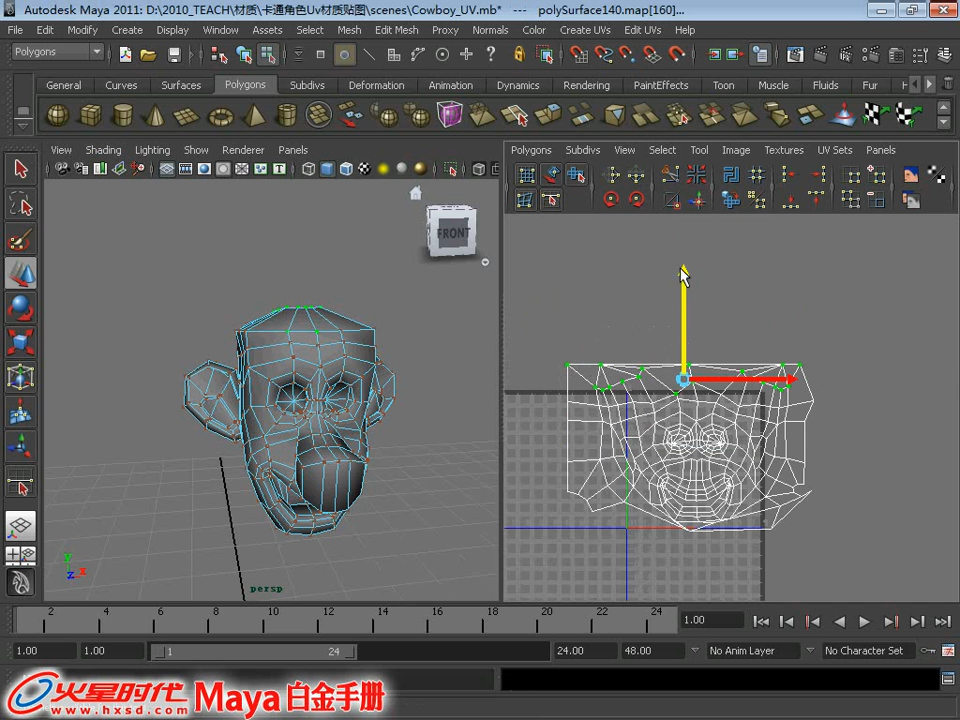 Autodesk Maya 2011: D:\2010_TEACH\材质\卡通角色Uv材质贴图\scenes\Cowboy_UV.mb* --- polySurface140.map[160]...
File Edit Modify Create Display Window Assets Select Mesh Edit Mesh Proxy Normals Color Create UVs Edit UVs Help
Polygons
General Curves Surfaces Polygons Subdivs Deformation Animation Dynamics Rendering PaintEffects Toon Muscle Fluids Fur
View Shading Lighting Show Renderer Panels
Polygons Subdivs View Select Tool Image Textures UV Sets Panels
FRONT
y
z x
persp
2 4 6 8 10 12 14 16 18 20 22 24
1.00
1.00 1.00 1 24 24.00 48.00 No Anim Layer No Character Set
火星时代
www.hxsd.com
Maya 白金手册